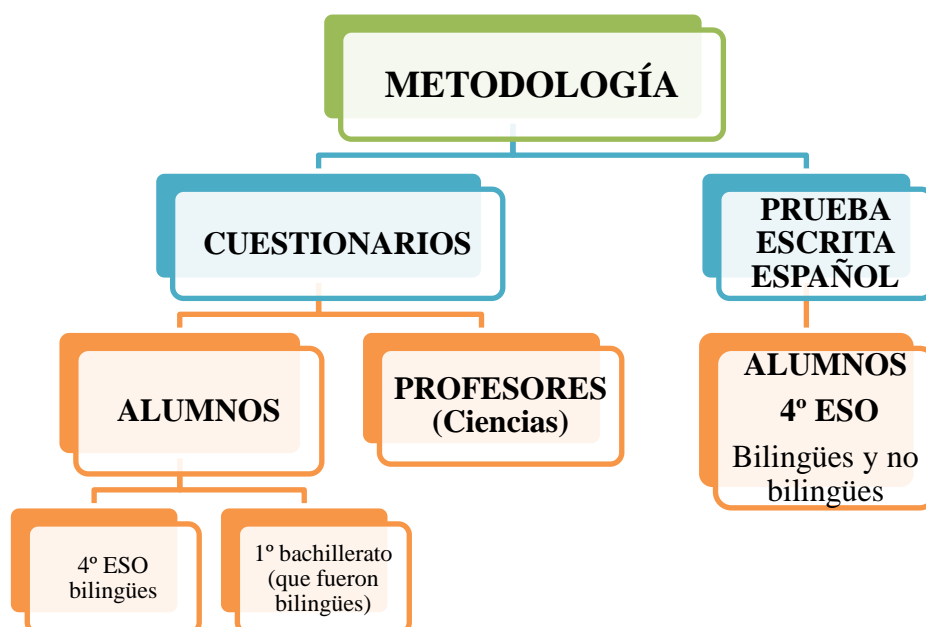 METODOLOGÍA
CUESTIONARIOS
PRUEBA
ESCRITA
ESPAÑOL
ALUMNOS
PROFESORES
(Ciencias)
ALUMNOS
4º ESO
Bilingües y no
bilingües
4º ESO
bilingües
1º bachillerato
(que fueron
bilingües)